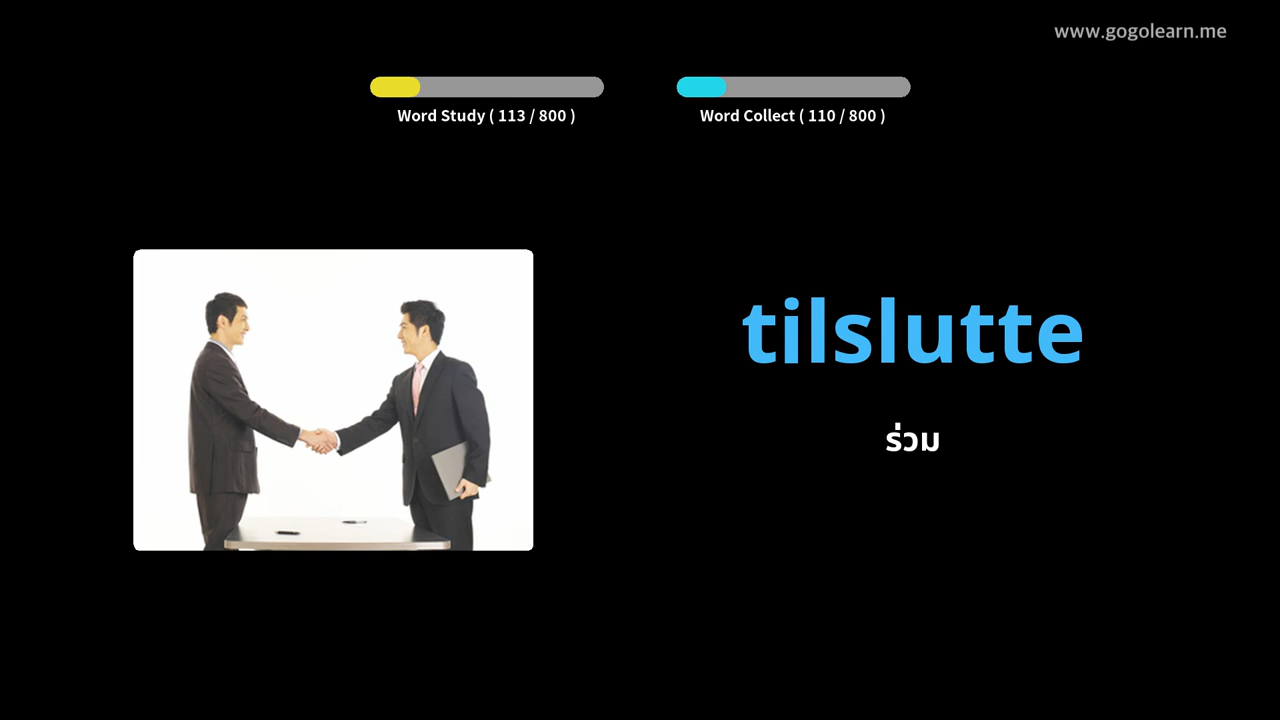 www.gogolearn.me
Word Study ( 113 / 800 )
Word Collect ( 110 / 800 )
tilslutte
ร่วม